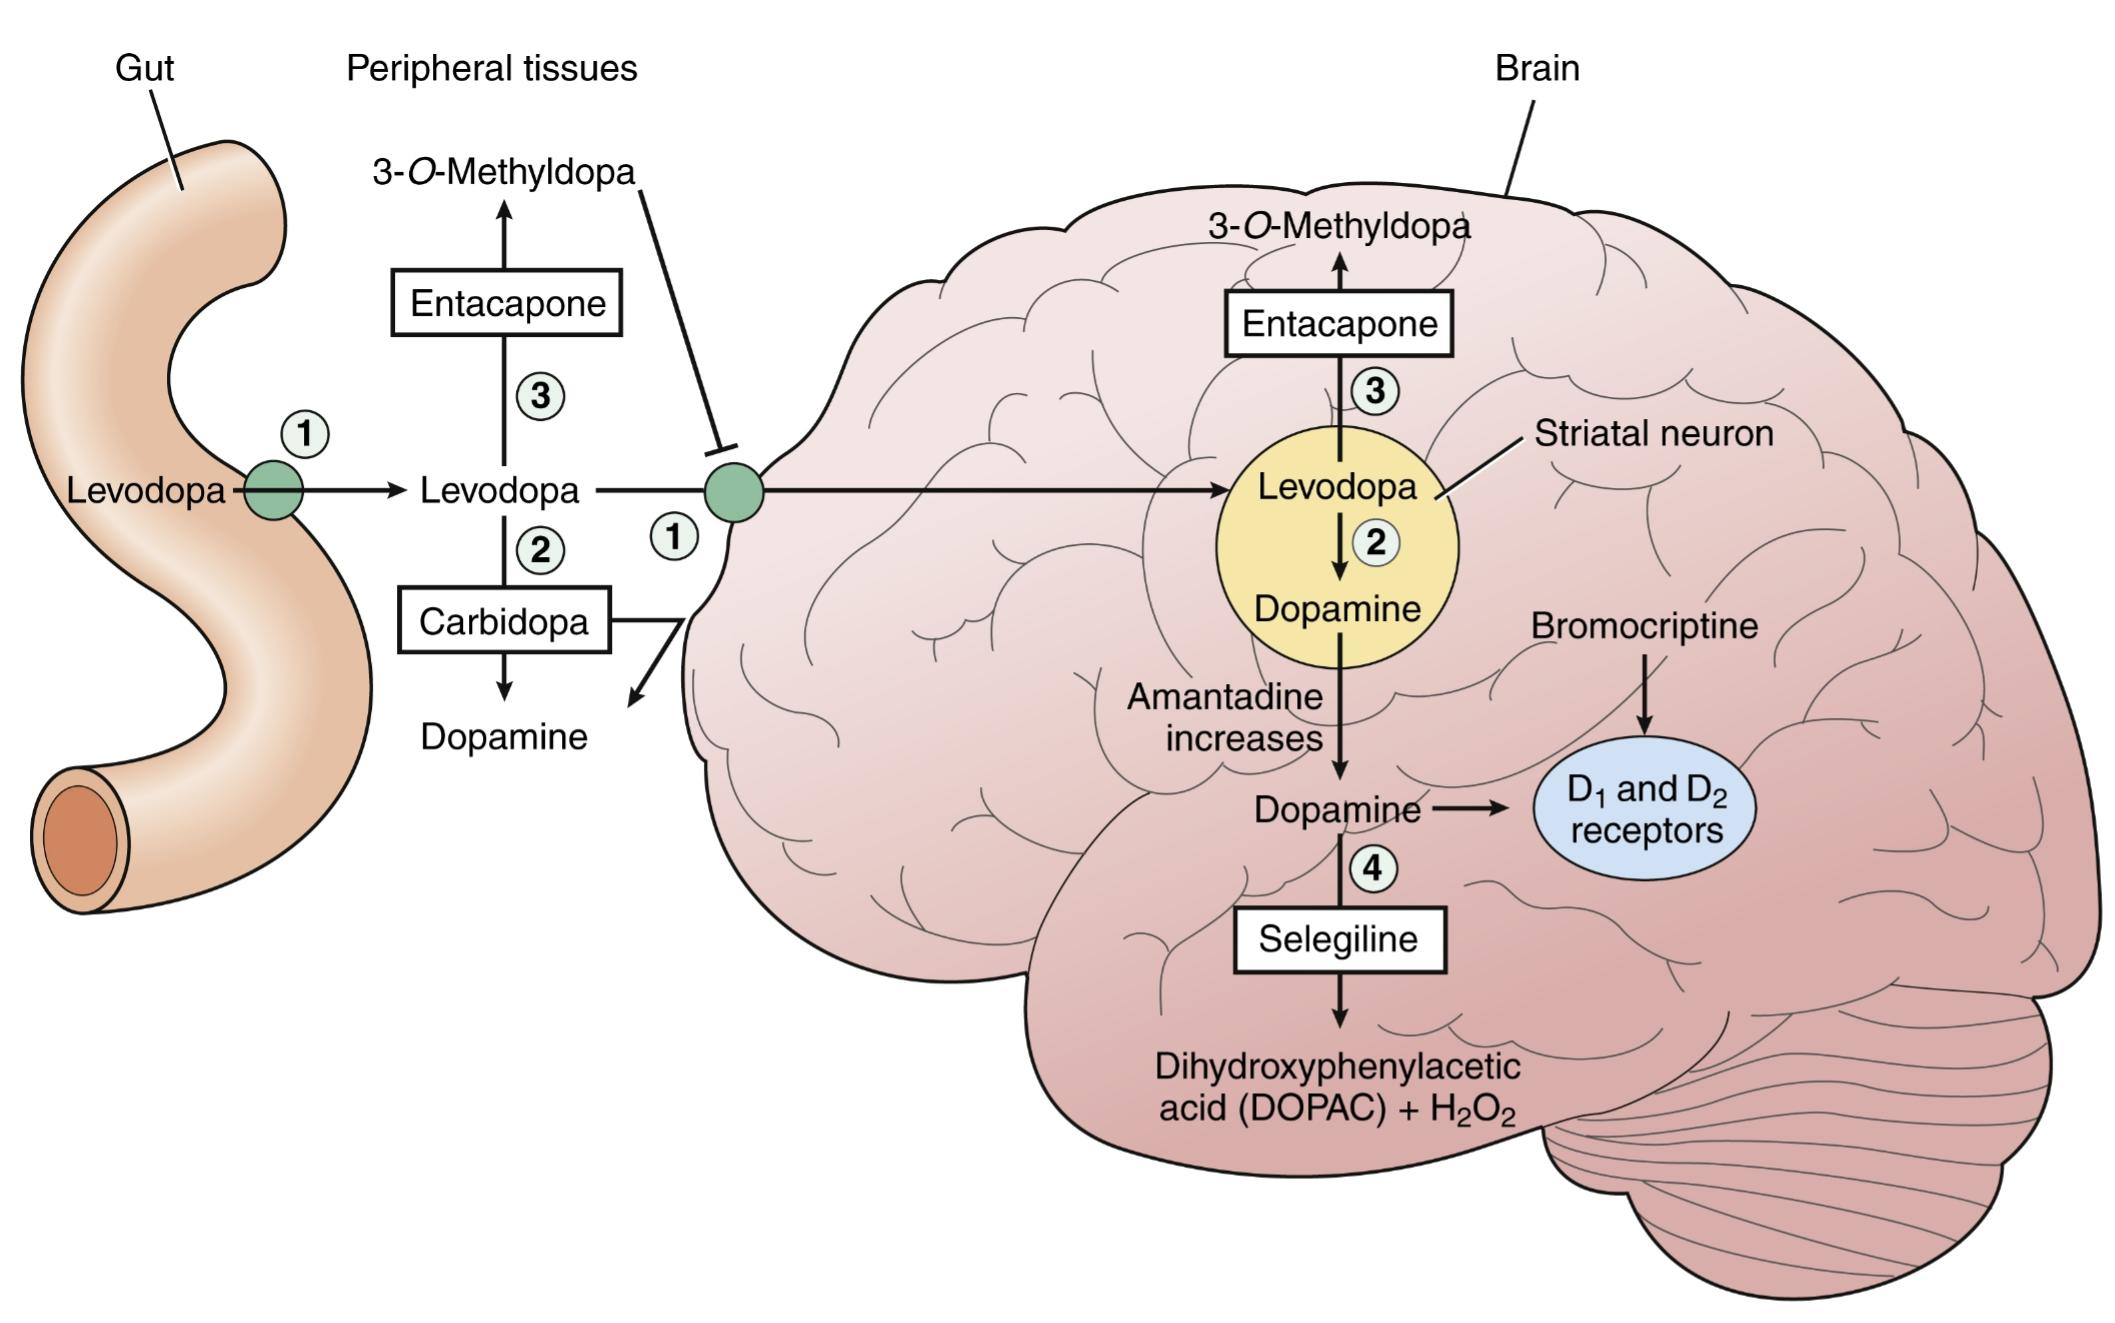 Gut
Peripheral tissues
Brain
3-O-Methyldopa
3-O-Methyldopa
Entacapone
Entacapone
3
3
Striatal neuron
1
Levodopa
Levodopa
Levodopa
2
1
2
Carbidopa
Dopamine
Bromocriptine
Dopamine
Amantadine
increases
Dopamine
D₁ and D₂
receptors
4
Selegiline
Dihydroxyphenylacetic
acid (DOPAC) + H₂O₂